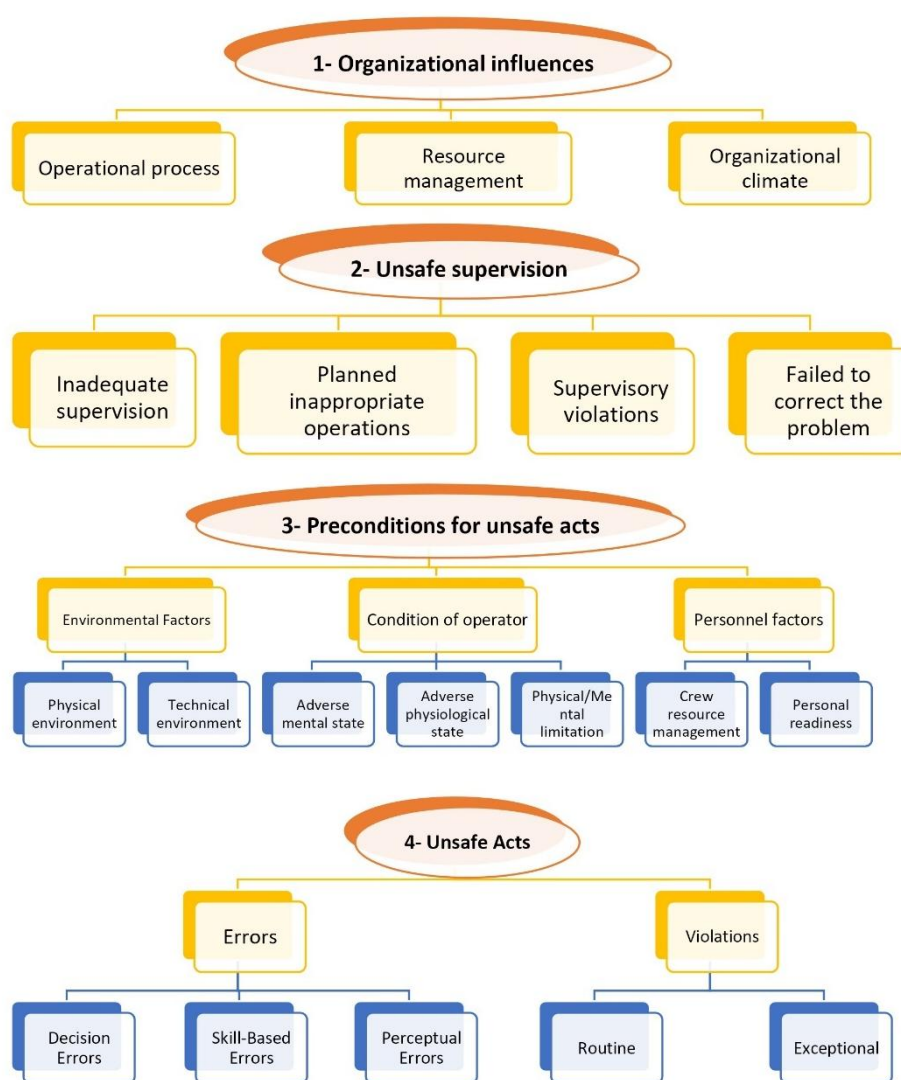 1- Organizational influences
Operational process
Resource
management
Organizational
climate
2- Unsafe supervision
Inadequate
supervision
Planned
inappropriate
operations
Supervisory
violations
Failed to
correct the
problem
3- Preconditions for unsafe acts
Environmental Factors
Condition of operator
Personnel factors
Physical
environment
Technical
environment
Adverse
mental state
Adverse
physiological
state
Physical/Me
ntal
limitation
Crew
resource
management
Personal
readiness
4- Unsafe Acts
Errors
Violations
Decision
Errors
Skill-Based
Errors
Perceptual
Errors
Routine
Exceptional